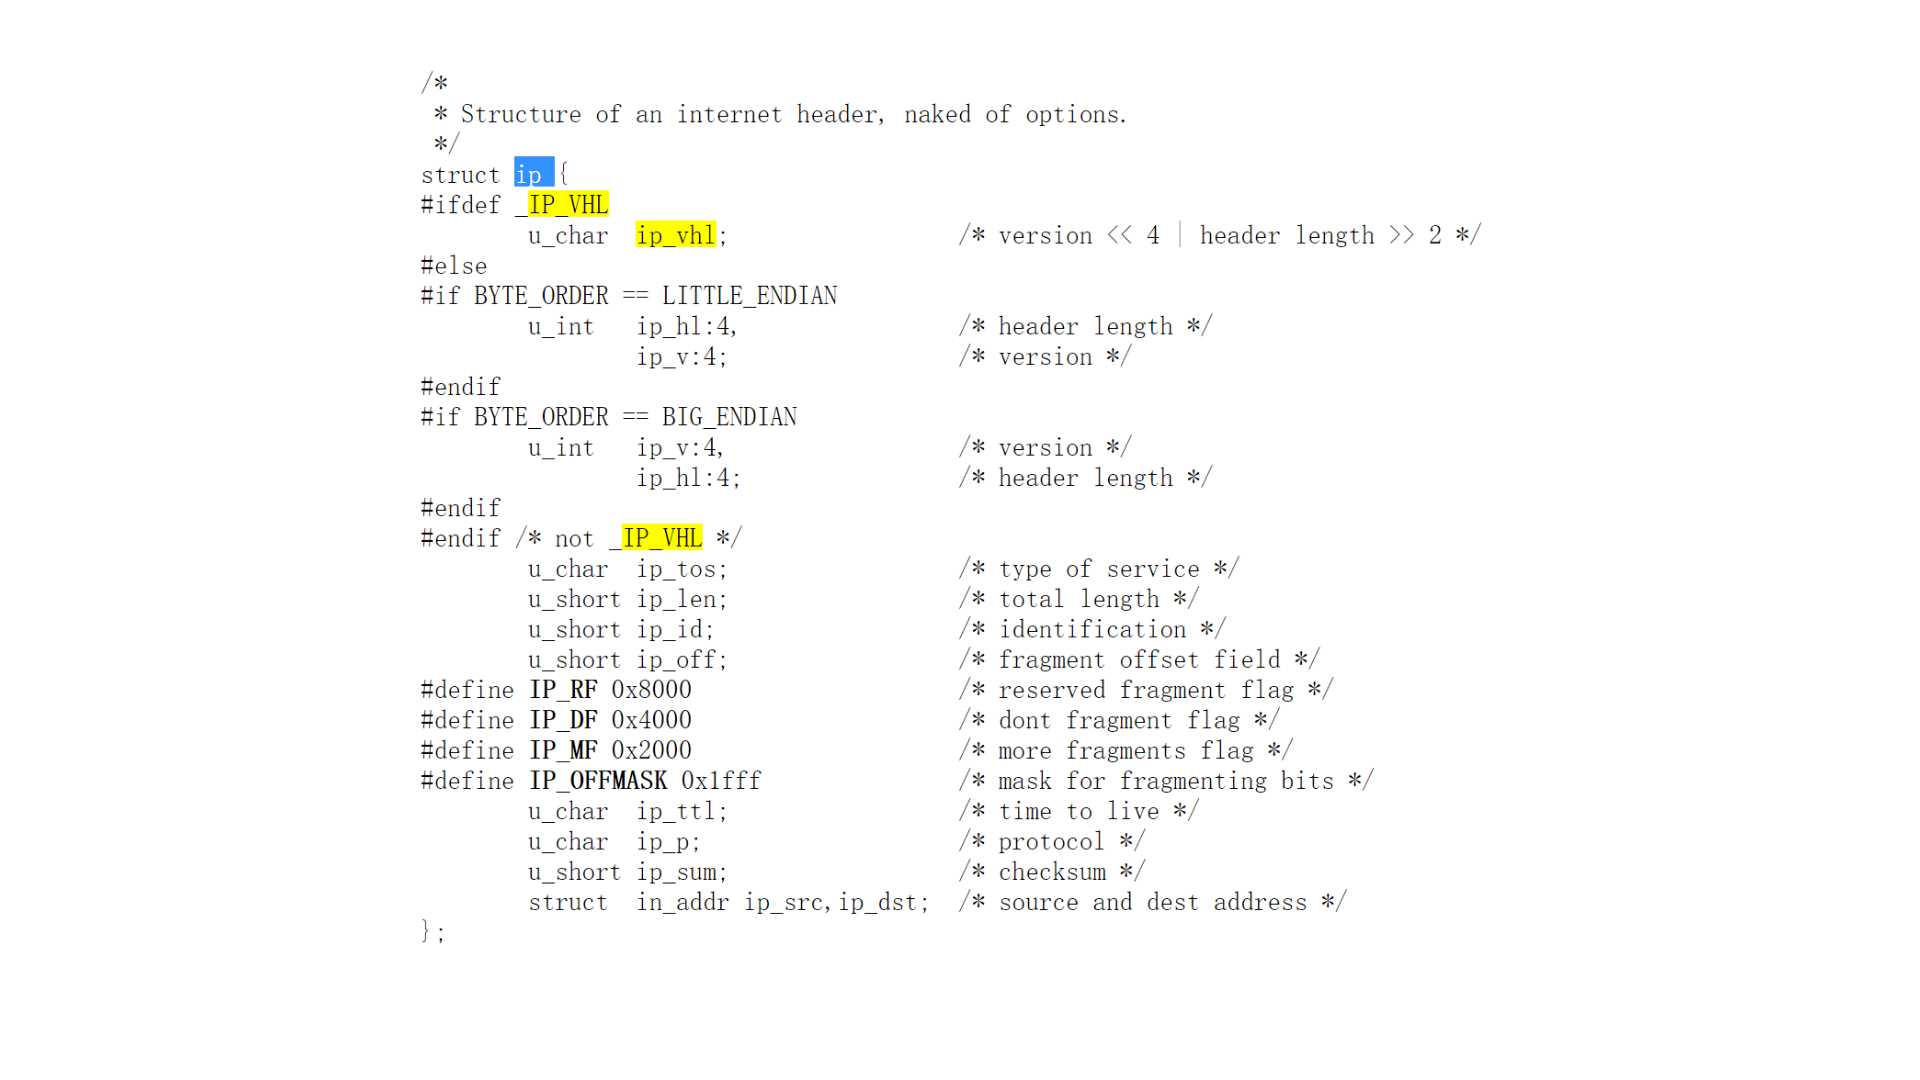 /*
 * Structure of an internet header, naked of options.
 */
struct ip {
#ifdef _IP_VHL
        u_char  ip_vhl;                 /* version << 4 | header length >> 2 */
#else
#if BYTE_ORDER == LITTLE_ENDIAN
        u_int   ip_hl:4,                /* header length */
                ip_v:4;                 /* version */
#endif
#if BYTE_ORDER == BIG_ENDIAN
        u_int   ip_v:4,                 /* version */
                ip_hl:4;                /* header length */
#endif
#endif /* not _IP_VHL */
        u_char  ip_tos;                 /* type of service */
        u_short ip_len;                 /* total length */
        u_short ip_id;                  /* identification */
        u_short ip_off;                 /* fragment offset field */
#define IP_RF 0x8000                    /* reserved fragment flag */
#define IP_DF 0x4000                    /* dont fragment flag */
#define IP_MF 0x2000                    /* more fragments flag */
#define IP_OFFMASK 0x1fff               /* mask for fragmenting bits */
        u_char  ip_ttl;                 /* time to live */
        u_char  ip_p;                   /* protocol */
        u_short ip_sum;                 /* checksum */
        struct  in_addr ip_src,ip_dst;  /* source and dest address */
};